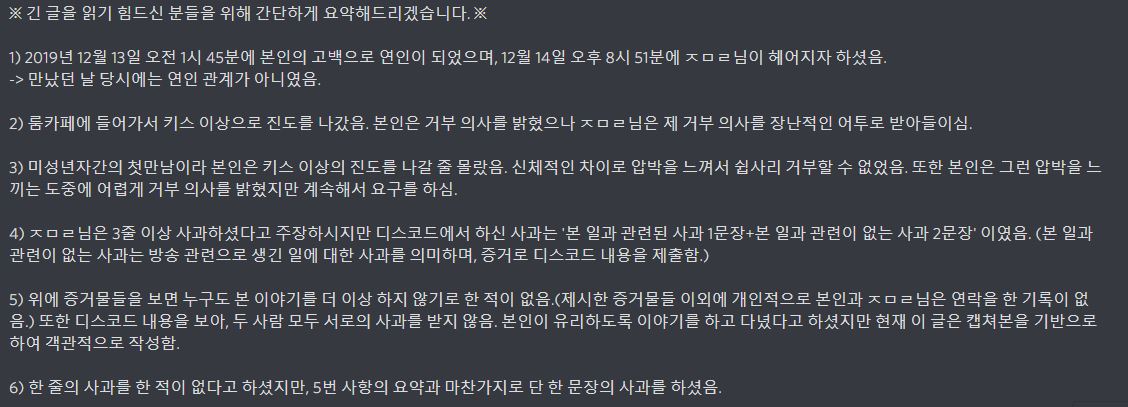 ※ 긴 글을 읽기 힘드신 분들을 위해 간단하게 요약해드리겠습니다.※
1) 2019년 12월 13일 오전 1시 45분에 본인의 고백으로 연인이 되었으며, 12월 14일 오후 8시 51분에 ㅈㅁㄹ님이 헤어지자 하셨음.
-> 만났던 날 당시에는 연인 관계가 아니였음.
2) 룸카페에 들어가서 키스 이상으로 진도를 나갔음. 본인은 거부 의사를 밝혔으나 ㅈㅁㄹ님은 제 거부 의사를 장난적인 어투로 받아들이심.
3) 미성년자간의 첫만남이라 본인은 키스 이상의 진도를 나갈 줄 몰랐음. 신체적인 차이로 압박을 느껴서 쉽사리 거부할 수 없었음. 또한 본인은 그런 압박을 느
끼는 도중에 어렵게 거부 의사를 밝혔지만 계속해서 요구를 하심.
4) ㅈㅁㄹ님은 3줄 이상 사과하셨다고 주장하시지만 디스코드에서 하신 사과는 '본 일과 관련된 사과 1문장+본 일과 관련이 없는 사과 2문장' 이였음. (본 일과
관련이 없는 사과는 방송 관련으로 생긴 일에 대한 사과를 의미하며, 증거로 디스코드 내용을 제출함.)
5) 위에 증거물들을 보면 누구도 본 이야기를 더 이상 하지 않기로 한 적이 없음.(제시한 증거물들 이외에 개인적으로 본인과 ㅈㅁㄹ님은 연락을 한 기록이 없
음.) 또한 디스코드 내용을 보아, 두 사람 모두 서로의 사과를 받지 않음. 본인이 유리하도록 이야기를 하고 다녔다고 하셨지만 현재 이 글은 캡쳐본을 기반으로
하여 객관적으로 작성함.
6) 한 줄의 사과를 한 적이 없다고 하셨지만, 5번 사항의 요약과 마찬가지로 단 한 문장의 사과를 하셨음.